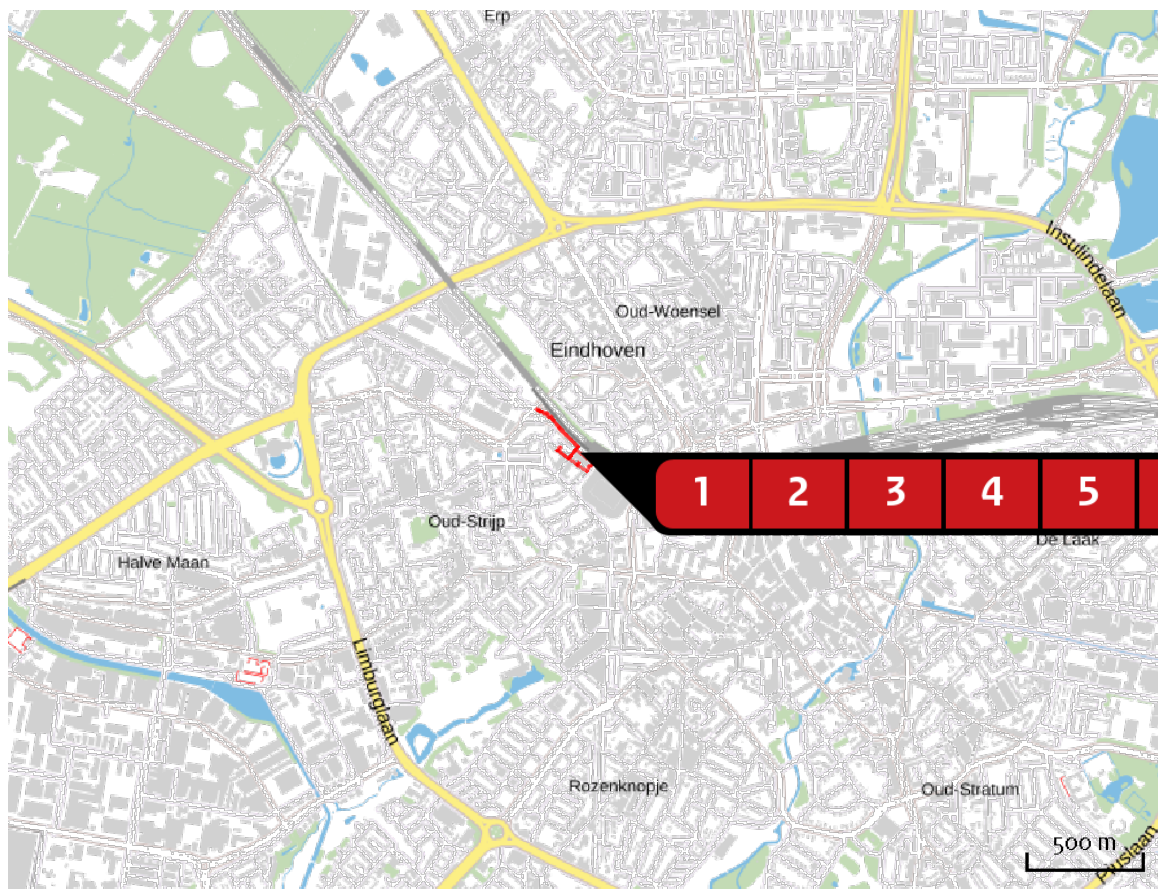 Erp
Insulindelaan
Oud-Woensel
Eindhoven
1 2 3 4 5
Oud-Strijp
De Laak
Halve Maan
Limburglaan
Rozenknopje
Oud-Stratum
500 m